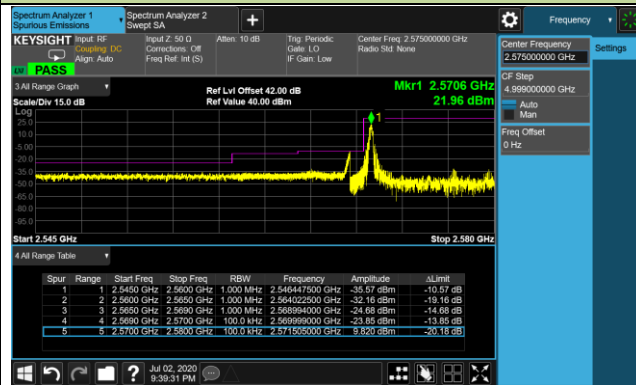 Spectrum Analyzer 1
Spurious Emissions
Spectrum Analyzer 2
Swept SA
Frequency
KEYSIGHT
Input: RF
Coupling: DC
Align: Auto
Input Z: 50 Ω
Corrections: Off
Freq Ref: Int (S)
Atten: 10 dB
Trig: Periodic
Gate: LO
IF Gain: Low
Center Freq: 2.575000000 GHz
Radio Std: None
PASS
Center Frequency
2.575000000 GHz
Settings
CF Step
4.999000000 GHz
Auto
Man
Freq Offset
0 Hz
3 All Range Graph
Scale/Div 15.0 dB
Ref Lvl Offset 42.00 dB
Ref Value 40.00 dBm
Mkr1 2.5706 GHz
21.96 dBm
Log
25.0
10.0
-5.00
-20.0
-35.0
-50.0
-65.0
-80.0
-95.0
1
Start 2.545 GHz
Stop 2.580 GHz
4 All Range Table
Spur Range Start Freq Stop Freq RBW Frequency Amplitude ΔLimit
1 1 2.5450 GHz 2.5600 GHz 1.000 MHz 2.546447500 GHz -35.57 dBm -10.57 dB
2 2 2.5600 GHz 2.5650 GHz 1.000 MHz 2.564022500 GHz -32.16 dBm -19.16 dB
3 3 2.5650 GHz 2.5690 GHz 1.000 MHz 2.568994000 GHz -24.68 dBm -14.68 dB
4 4 2.5690 GHz 2.5700 GHz 100.0 kHz 2.569999000 GHz -23.85 dBm -13.85 dB
5 5 2.5700 GHz 2.5800 GHz 100.0 kHz 2.571505000 GHz 9.820 dBm -20.18 dB
Jul 02, 2020
9:39:31 PM